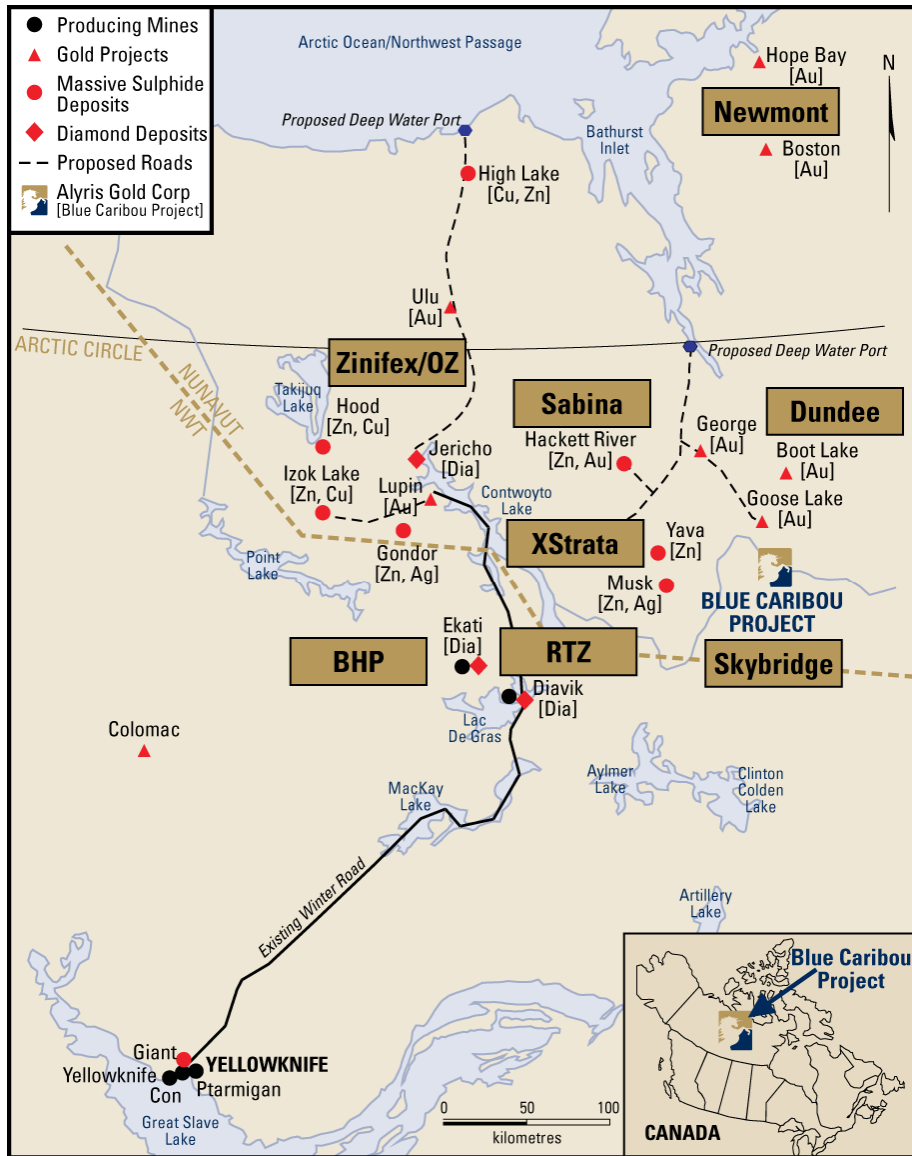 Producing Mines
Gold Projects
Massive Sulphide
Deposits
Diamond Deposits
Proposed Roads
Alyris Gold Corp
[Blue Caribou Project]
Arctic Ocean/Northwest Passage
Hope Bay
[Au]
N
Newmont
Proposed Deep Water Port
Bathurst
Inlet
Boston
[Au]
High Lake
[Cu, Zn]
Ulu
[Au]
ARCTIC CIRCLE
NUNAVUT
NWT
Zinifex/OZ
Proposed Deep Water Port
Takijuq
Lake
Hood
[Zn, Cu]
Sabina
Dundee
Jericho
[Dia]
Hackett River
[Zn, Au]
George
[Au]
Boot Lake
[Au]
Izok Lake
[Zn, Cu]
Lupin
[Au]
Contwoyto
Lake
Goose Lake
[Au]
Gondor
[Zn, Ag]
XStrata
Yava
[Zn]
Point
Lake
Musk
[Zn, Ag]
BLUE CARIBOU
PROJECT
Ekati
[Dia]
BHP
RTZ
Skybridge
Diavik
[Dia]
Lac
De Gras
Colomac
MacKay
Lake
Aylmer
Lake
Clinton
Colden
Lake
Existing Winter Road
Artillery
Lake
Blue Caribou
Project
CANADA
Giant
YELLOWKNIFE
Yellowknife
Con
Ptarmigan
Great Slave
Lake
0 50 100
kilometres